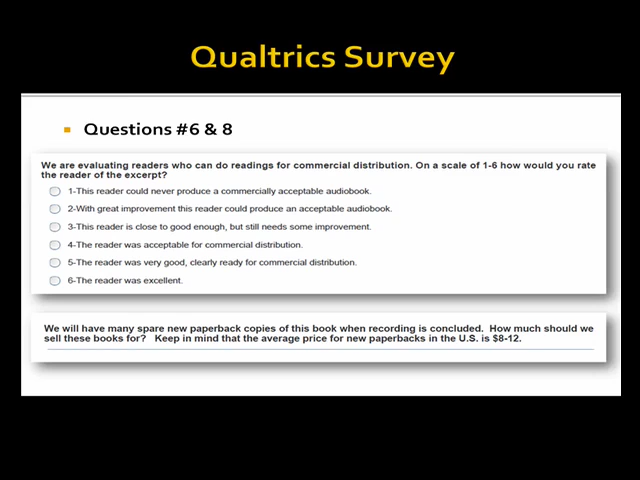 Qualtrics Survey
Questions #6 & 8
We are evaluating readers who can do readings for commercial distribution. On a scale of 1-6 how would you rate
the reader of the excerpt?
1-This reader could never produce a commercially acceptable audiobook.
2-With great improvement this reader could produce an acceptable audiobook.
3-This reader is close to good enough, but still needs some improvement.
4-The reader was acceptable for commercial distribution.
5-The reader was very good, clearly ready for commercial distribution.
6-The reader was excellent.
We will have many spare new paperback copies of this book when recording is concluded. How much should we
sell these books for? Keep in mind that the average price for new paperbacks in the U.S. is $8-12.